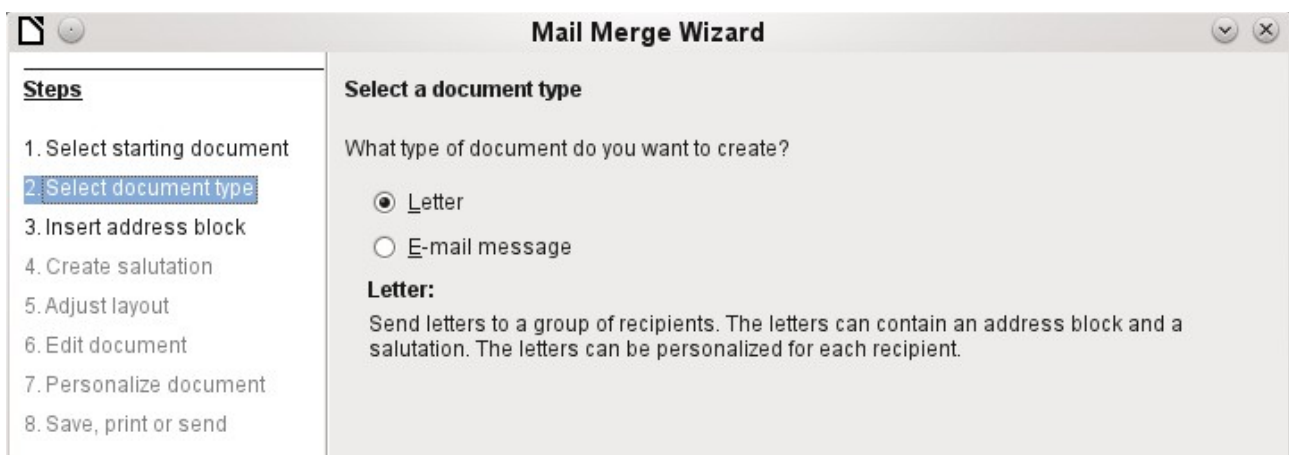 Mail Merge Wizard
Steps
1. Select starting document
2. Select document type
3. Insert address block
4. Create salutation
5. Adjust layout
6. Edit document
7. Personalize document
8. Save, print or send
Select a document type
What type of document do you want to create?
Letter
E-mail message
Letter:
Send letters to a group of recipients. The letters can contain an address block and a
salutation. The letters can be personalized for each recipient.